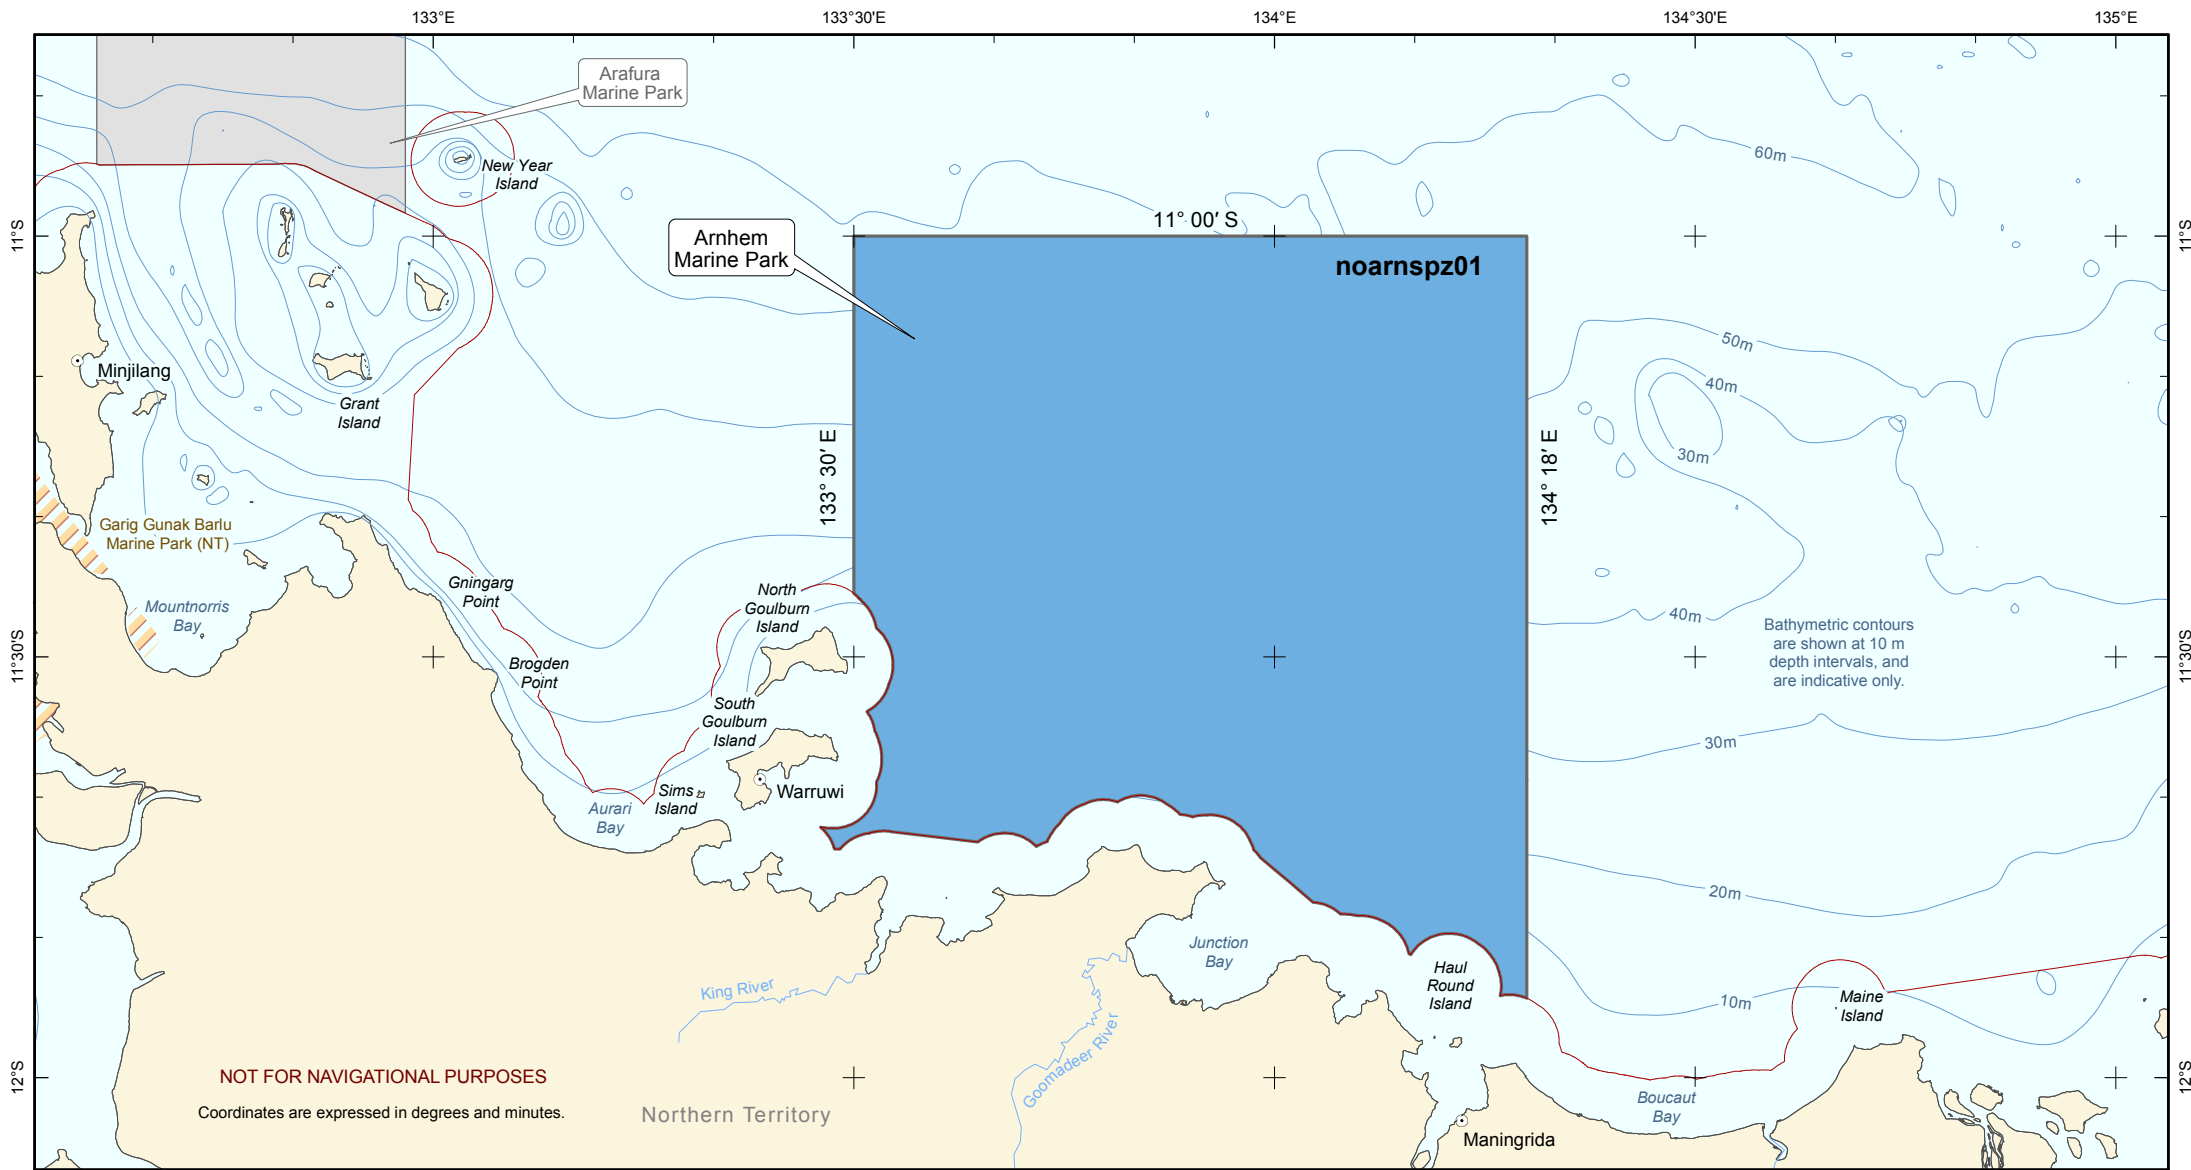 133°E
133°30'E
134°E
134°30'E
135°E
Arafura
Marine Park
New Year
Island
60m
11°S
11° 00' S
11°S
Arnhem
Marine Park
noarnspz01
50m
Minjilang
40m
Grant
Island
30m
133° 30' E
134° 18' E
Garig Gunak Barlu
Marine Park (NT)
Gningarg
Point
North
Goulburn
Island
Mountnorris
Bay
40m
Bathymetric contours
are shown at 10 m
depth intervals, and
are indicative only.
11°30'S
11°30'S
Brogden
Point
South
Goulburn
Island
30m
Sims
Island
Warruwi
Aurari
Bay
20m
Junction
Bay
Haul
Round
Island
King River
10m
Maine
Island
Goomadeer River
NOT FOR NAVIGATIONAL PURPOSES
12°S
12°S
Coordinates are expressed in degrees and minutes.
Northern Territory
Boucaut
Bay
Maningrida